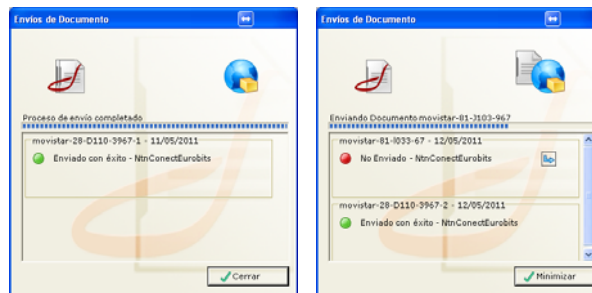 Envíos de Documento
Proceso de envío completado
movistar-28-D110-3967-1 - 11/05/2011
Enviado con éxito - NtnConectEurobits
Cerrar
Envíos de Documento
Enviando Documento movistar-81-J103-967
movistar-81-I033-67 - 12/05/2011
No Enviado - NtnConectEurobits
movistar-28-D110-3967-2 - 12/05/2011
Enviado con éxito - NtnConectEurobits
Minimizar